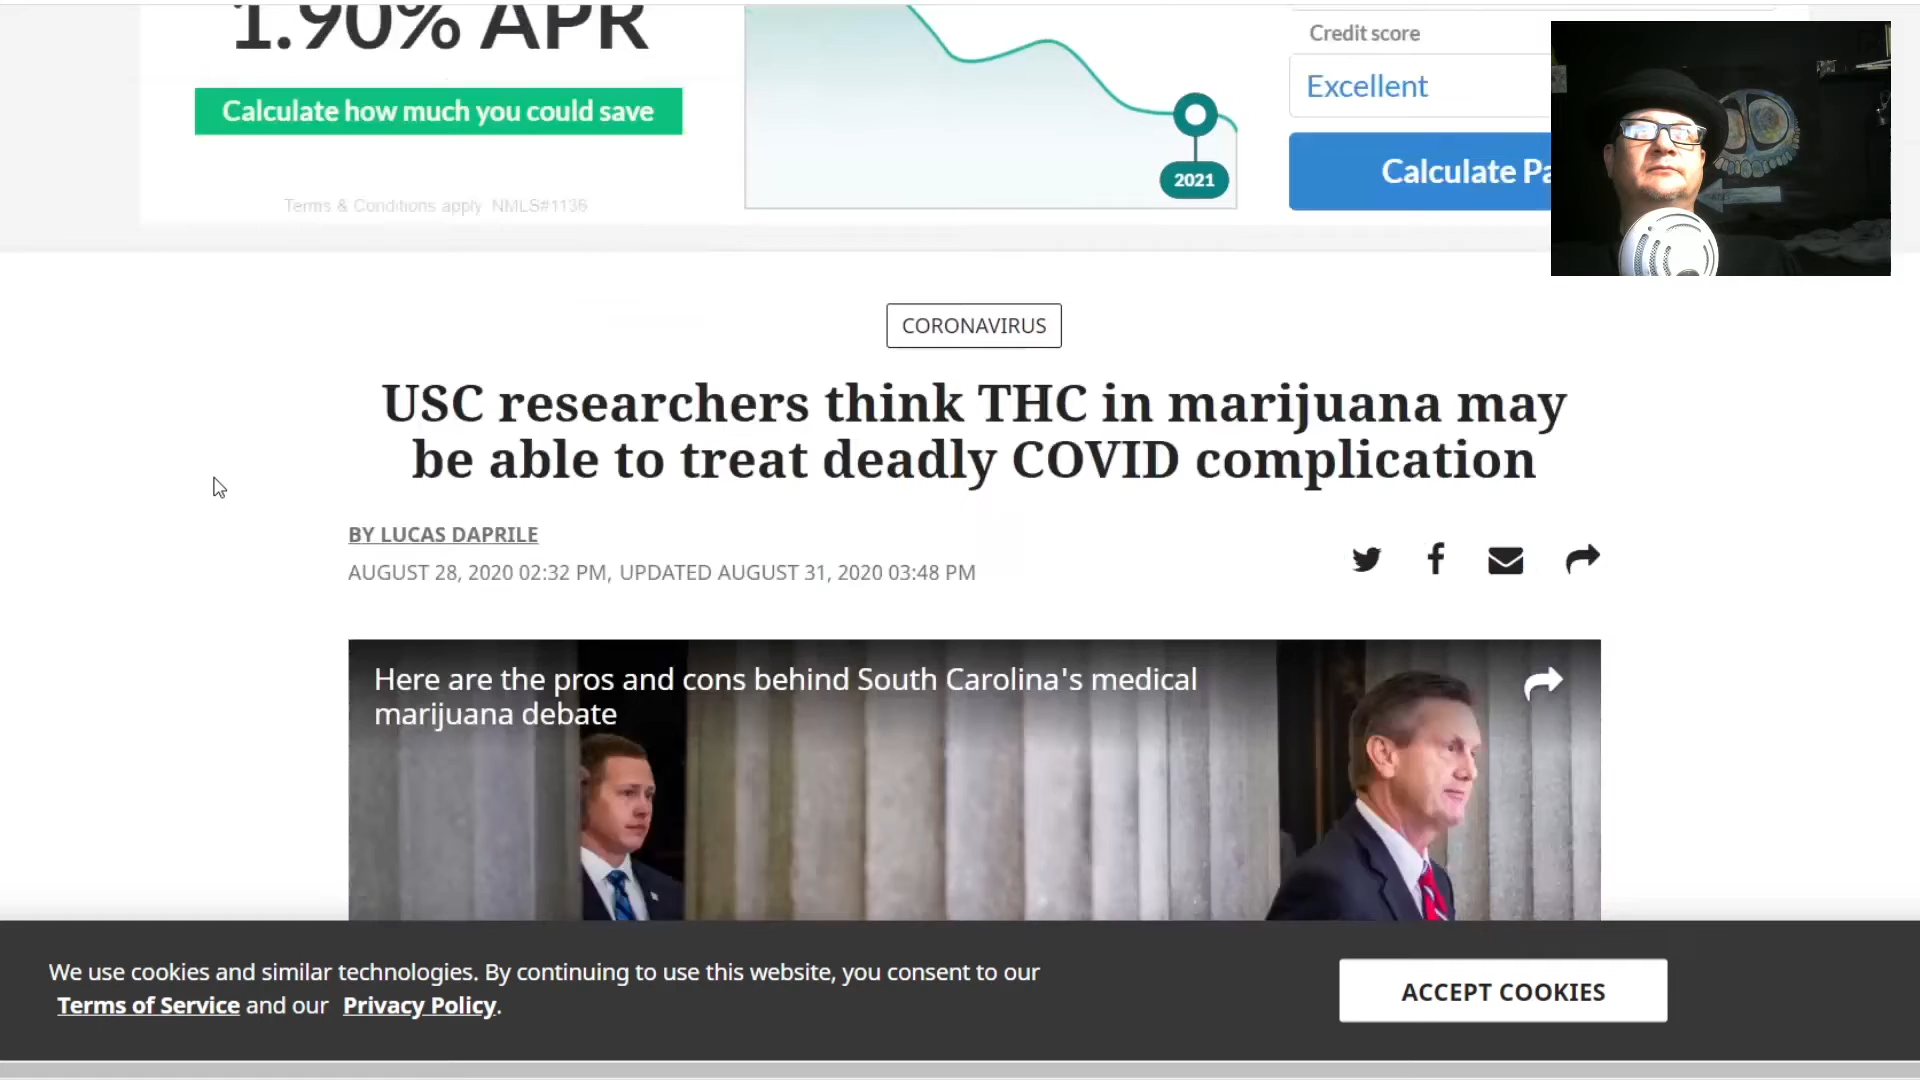 1.90% APR
Calculate how much you could save
Terms & Conditions apply NMLS#1136
2021
Credit score
Excellent
Calculate Pa
CORONAVIRUS
USC researchers think THC in marijuana may
be able to treat deadly COVID complication
BY LUCAS DAPRILE
AUGUST 28, 2020 02:32 PM, UPDATED AUGUST 31, 2020 03:48 PM
Here are the pros and cons behind South Carolina's medical
marijuana debate
We use cookies and similar technologies. By continuing to use this website, you consent to our
Terms of Service and our Privacy Policy.
ACCEPT COOKIES